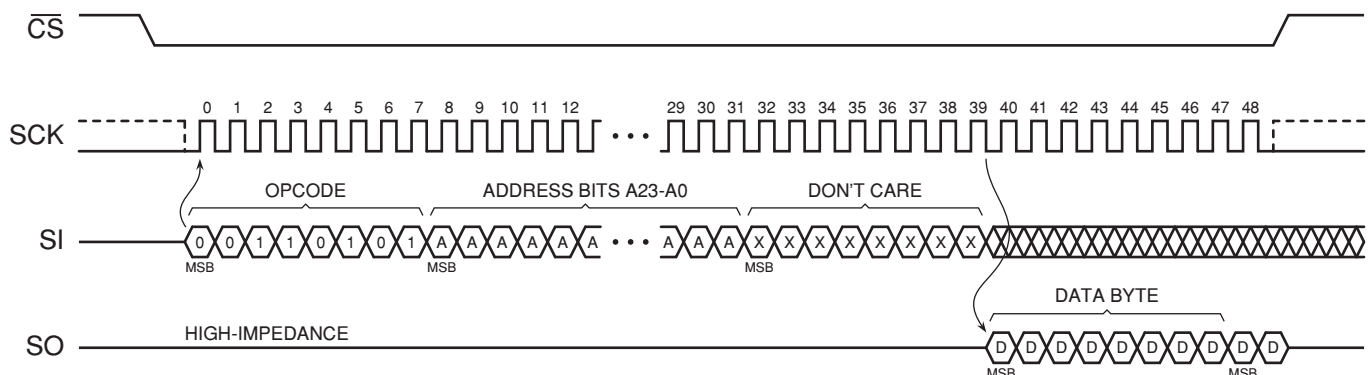 CS
0 1 2 3 4 5 6 7 8 9 10 11 12 29 30 31 32 33 34 35 36 37 38 39 40 41 42 43 44 45 46 47 48
SCK
OPCODE ADDRESS BITS A23-A0 DON'T CARE
SI 0 0 1 1 0 1 0 1 A A A A A A A A A X X X X X X X X
MSB MSB MSB
DATA BYTE
HIGH-IMPEDANCE
SO D D D D D D D D D D
MSB MSB